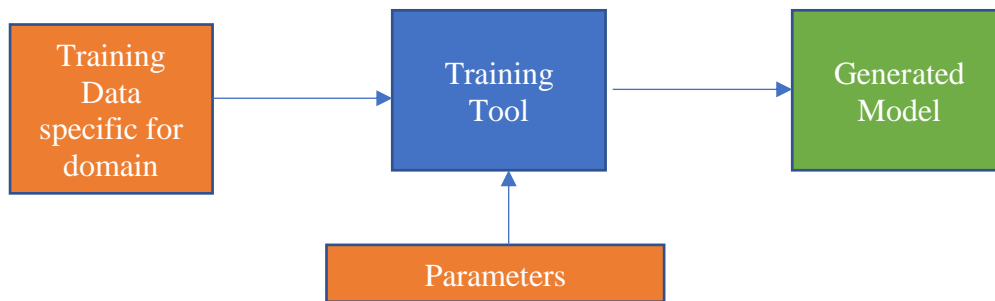 Training
Data
specific for
domain
Training
Tool
Generated
Model
Parameters